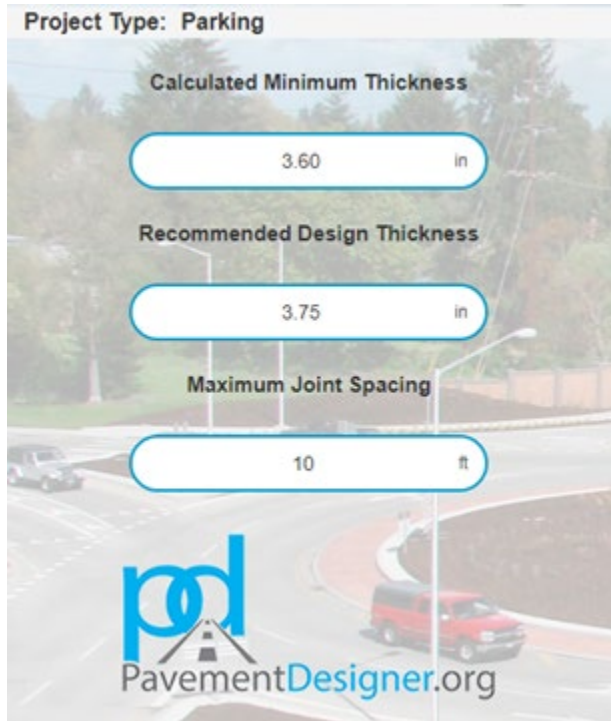 Project Type: Parking
Calculated Minimum Thickness
3.60 in
Recommended Design Thickness
3.75 in
Maximum Joint Spacing
10 ft
pd
PavementDesigner.org